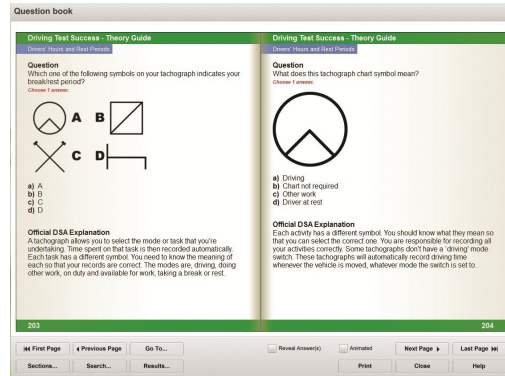 Question book
Driving Test Success - Theory Guide
Drivers' Hours and Rest Periods
Question
Which one of the following symbols on your tachograph indicates your
break/rest period?
Choose 1 answer.
A B
C D
a) A
b) B
c) C
d) D
Official DSA Explanation
A tachograph allows you to select the mode or task that you're
undertaking. Time spent on that task is then recorded automatically.
Each task has a different symbol. You need to know the meaning of
each so that your records are correct. The modes are, driving, doing
other work, on duty and available for work, taking a break or rest.
203
Driving Test Success - Theory Guide
Drivers' Hours and Rest Periods
Question
What does this tachograph chart symbol mean?
Choose 1 answer.
a) Driving
b) Chart not required
c) Other work
d) Driver at rest
Official DSA Explanation
Each activity has a different symbol. You should know what they mean so
that you can select the correct one. You are responsible for recording all
your activities correctly. Some tachographs don't have a 'driving' mode
switch. These tachographs will automatically record driving time
whenever the vehicle is moved, whatever mode the switch is set to.
204
First Page Previous Page Go To... Reveal Answer(s) Animated Next Page Last Page
Sections... Search... Results... Print Close Help